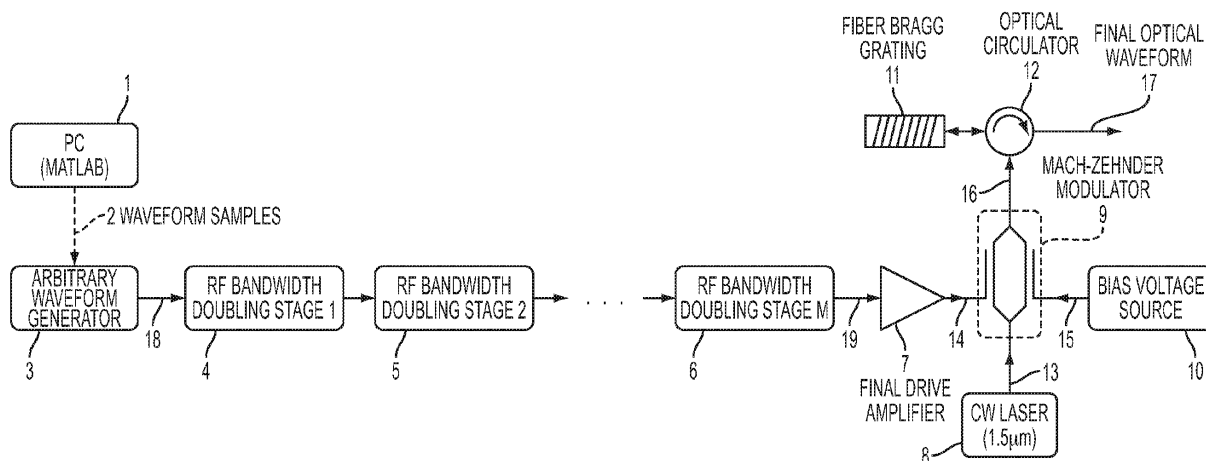 FIBER BRAGG
GRATING
11
OPTICAL
CIRCULATOR
12
FINAL OPTICAL
WAVEFORM
17
1
PC
(MATLAB)
MACH-ZEHNDER
MODULATOR
9
16
2 WAVEFORM SAMPLES
ARBITRARY
WAVEFORM
GENERATOR
3
18
RF BANDWIDTH
DOUBLING STAGE 1
4
RF BANDWIDTH
DOUBLING STAGE 2
5
. . . .
RF BANDWIDTH
DOUBLING STAGE M
6
19
7
FINAL DRIVE
AMPLIFIER
14
15
BIAS VOLTAGE
SOURCE
10
13
CW LASER
(1.5μm)
8